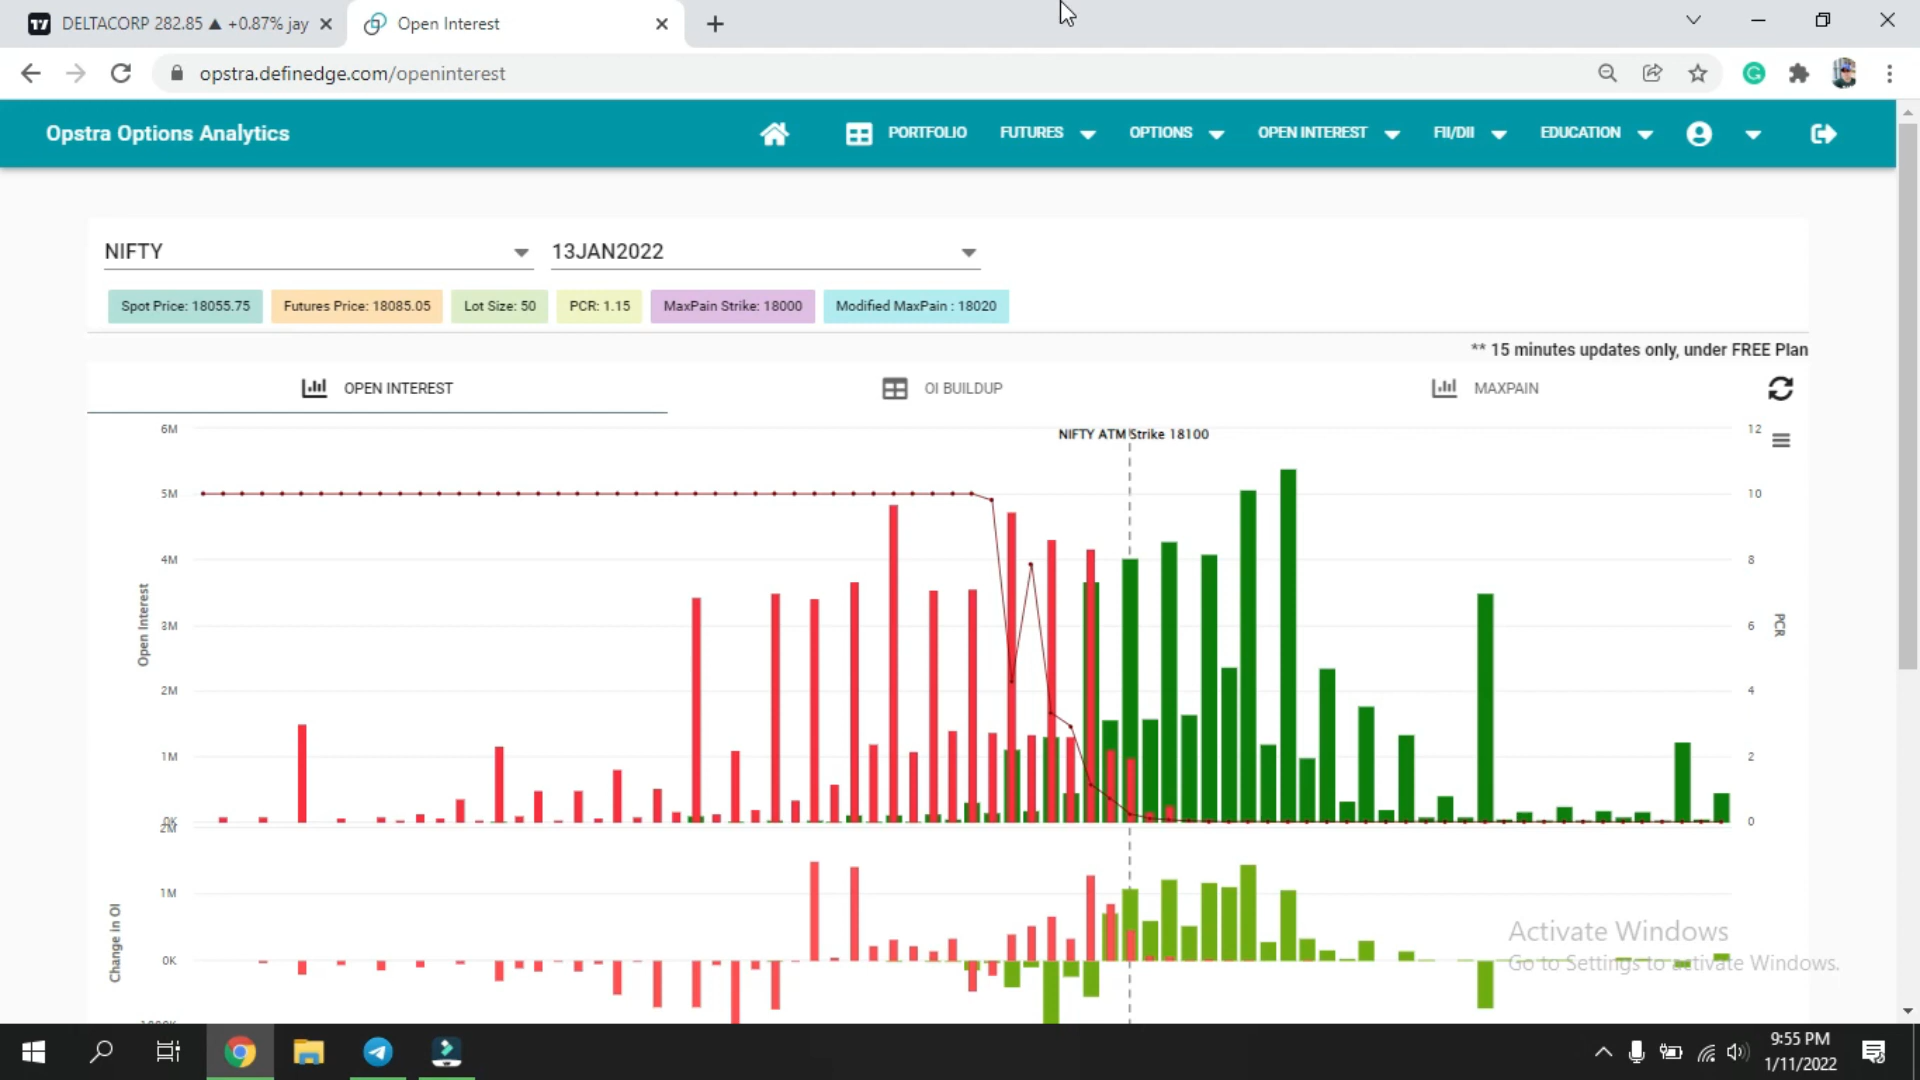 DELTACORP 282.85 ▲ +0.87% jay
Open Interest
opstra.definedge.com/openinterest
Opstra Options Analytics
PORTFOLIO
FUTURES
OPTIONS
OPEN INTEREST
FII/DII
EDUCATION
NIFTY
13JAN2022
Spot Price: 18055.75
Futures Price: 18085.05
Lot Size: 50
PCR: 1.15
MaxPain Strike: 18000
Modified MaxPain : 18020
** 15 minutes updates only, under FREE Plan
OPEN INTEREST
OI BUILDUP
MAXPAIN
NIFTY ATM Strike 18100
6M
5M
4M
3M
2M
1M
0K
Open Interest
12
10
8
6
4
2
0
PCR
2M
1M
0K
Change in OI
Activate Windows
Go to Settings to activate Windows.
9:55 PM
1/11/2022